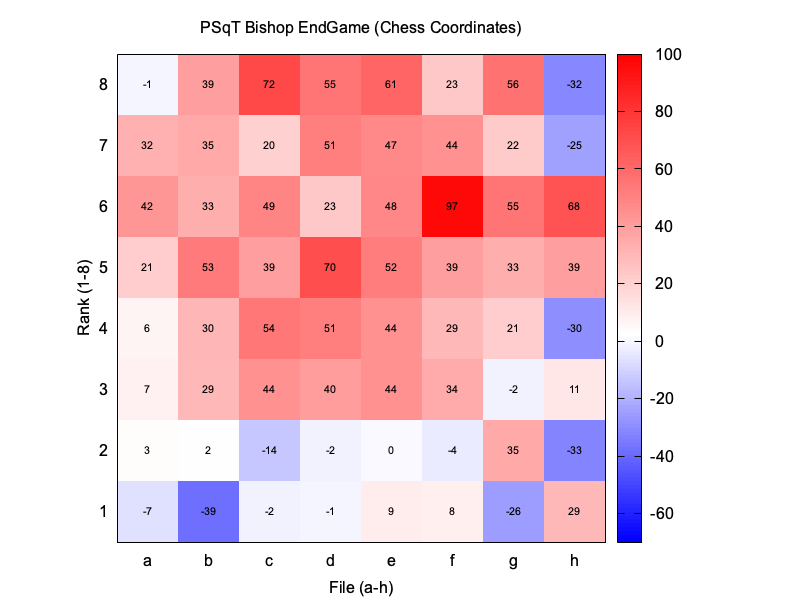 PSqT Bishop EndGame (Chess Coordinates)
100
8 -1 39 72 55 61 23 56 -32
80
7 32 35 20 51 47 44 22 -25
60
6 42 33 49 23 48 97 55 68
40
5 21 53 39 70 52 39 33 39
20
Rank (1-8)
4 6 30 54 51 44 29 21 -30
0
3 7 29 44 40 44 34 -2 11
-20
2 3 2 -14 -2 0 -4 35 -33
-40
1 -7 -39 -2 -1 9 8 -26 29
-60
a b c d e f g h
File (a-h)